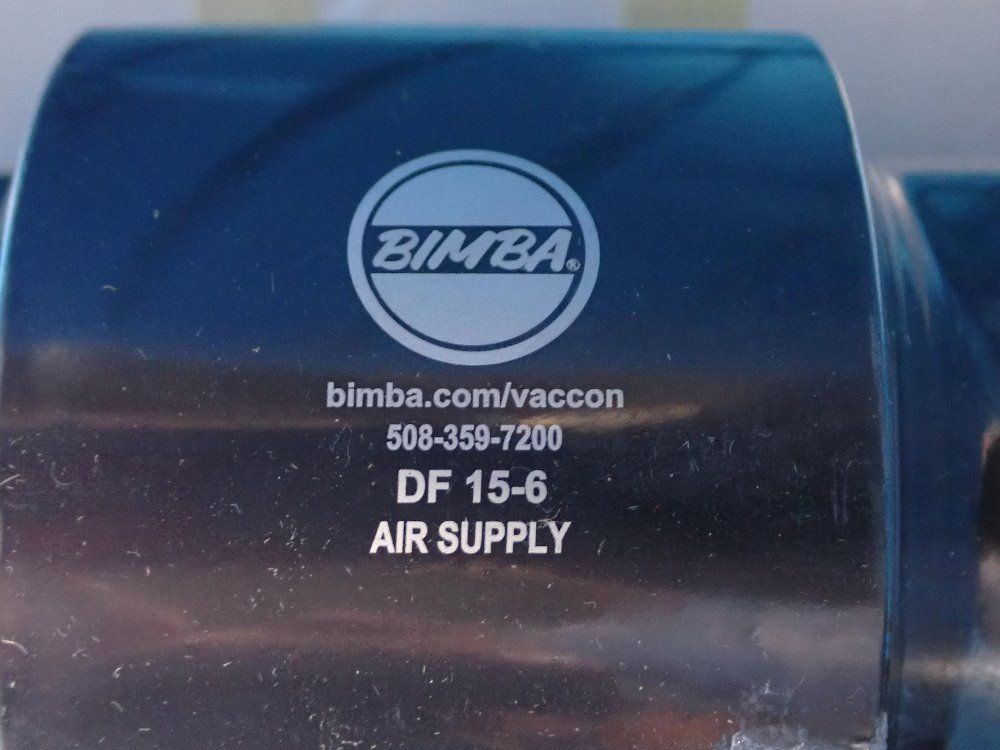 BIMBA®
bimba.com/vaccon
508-359-7200
DF 15-6
AIR SUPPLY